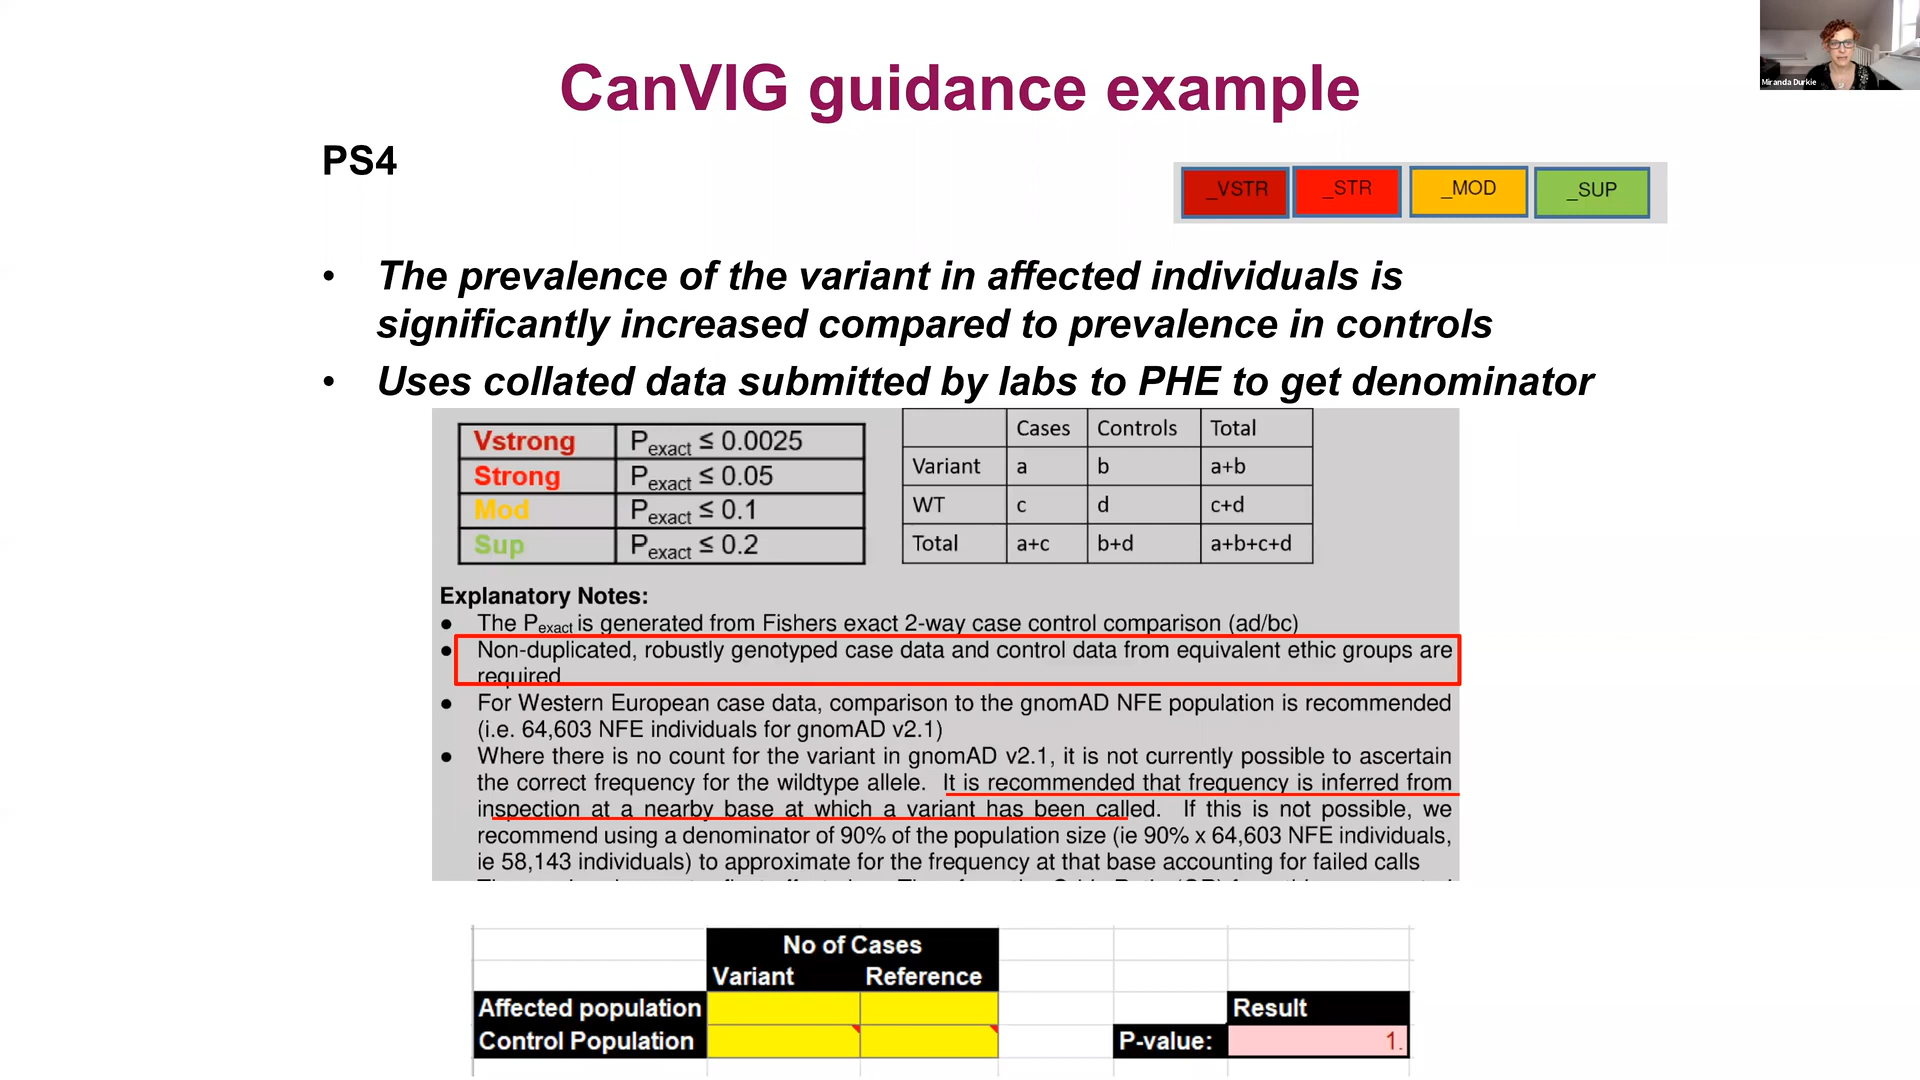 CanVIG guidance example
Miranda Durkie
PS4
_VSTR _STR _MOD _SUP
• The prevalence of the variant in affected individuals is
significantly increased compared to prevalence in controls
• Uses collated data submitted by labs to PHE to get denominator
Vstrong Pexact ≤ 0.0025
Strong Pexact ≤ 0.05
Mod Pexact ≤ 0.1
Sup Pexact ≤ 0.2
Cases Controls Total
Variant a b a+b
WT c d c+d
Total a+c b+d a+b+c+d
Explanatory Notes:
● The Pexact is generated from Fishers exact 2-way case control comparison (ad/bc)
● Non-duplicated, robustly genotyped case data and control data from equivalent ethic groups are
required
● For Western European case data, comparison to the gnomAD NFE population is recommended
(i.e. 64,603 NFE individuals for gnomAD v2.1)
● Where there is no count for the variant in gnomAD v2.1, it is not currently possible to ascertain
the correct frequency for the wildtype allele. It is recommended that frequency is inferred from
inspection at a nearby base at which a variant has been called. If this is not possible, we
recommend using a denominator of 90% of the population size (ie 90% x 64,603 NFE individuals,
ie 58,143 individuals) to approximate for the frequency at that base accounting for failed calls
No of Cases
Variant Reference
Affected population Result
Control Population P-value: 1.